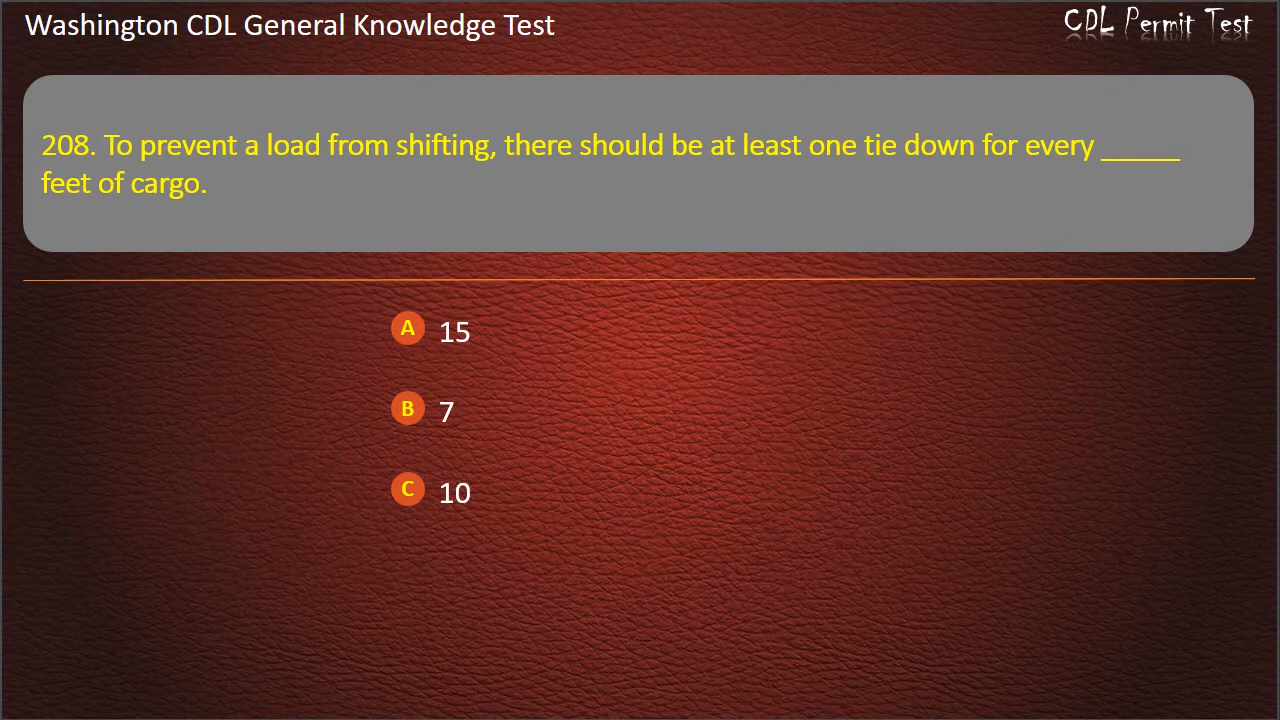 Washington CDL General Knowledge Test
CDL Permit Test
208. To prevent a load from shifting, there should be at least one tie down for every _____
feet of cargo.
A 15
B 7
C 10